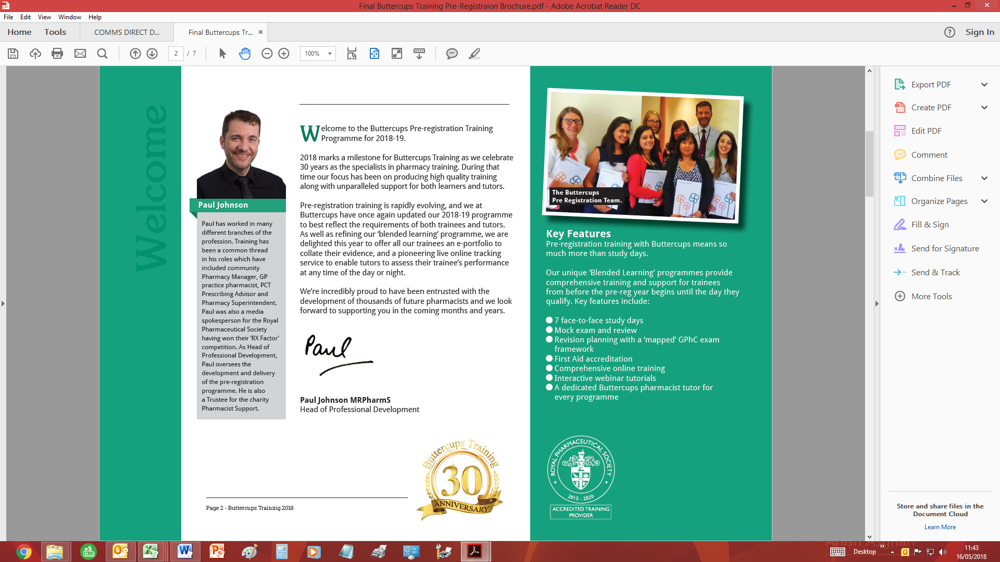 Final Buttercups Training Pre-Registraion Brochure.pdf - Adobe Acrobat Reader DC
File Edit View Window Help
Home Tools COMMS DIRECT D... Final Buttercups Tr... Sign In
2 / 7 100%
Welcome
Paul Johnson
Paul has worked in many
different branches of the
profession. Training has
been a common thread
in his roles which have
included community
Pharmacy Manager, GP
practice pharmacist, PCT
Prescribing Advisor and
Pharmacy Superintendent.
Paul was also a media
spokesperson for the Royal
Pharmaceutical Society
having won their ‘RX Factor’
competition. As Head of
Professional Development,
Paul oversees the
development and delivery
of the pre-registration
programme. He is also
a Trustee for the charity
Pharmacist Support.
Welcome to the Buttercups Pre-registration Training
Programme for 2018-19.
2018 marks a milestone for Buttercups Training as we celebrate
30 years as the specialists in pharmacy training. During that
time our focus has been on producing high quality training
along with unparalleled support for both learners and tutors.
Pre-registration training is rapidly evolving, and we at
Buttercups have once again updated our 2018-19 programme
to best reflect the requirements of both trainees and tutors.
As well as refining our ‘blended learning’ programme, we are
delighted this year to offer all our trainees an e-portfolio to
collate their evidence, and a pioneering live online tracking
service to enable tutors to assess their trainee’s performance
at any time of the day or night.
We’re incredibly proud to have been entrusted with the
development of thousands of future pharmacists and we look
forward to supporting you in the coming months and years.
Paul
Paul Johnson MRPharmS
Head of Professional Development
Buttercups Training
30
ANNIVERSARY
Page 2 - Buttercups Training 2018
The Buttercups
Pre Registration Team.
Key Features
Pre-registration training with Buttercups means so
much more than study days.
Our unique ‘Blended Learning’ programmes provide
comprehensive training and support for trainees
from before the pre-reg year begins until the day they
qualify. Key features include:
7 face-to-face study days
Mock exam and review
Revision planning with a ‘mapped’ GPhC exam
framework
First Aid accreditation
Comprehensive online training
Interactive webinar tutorials
A dedicated Buttercups pharmacist tutor for
every programme
ROYAL PHARMACEUTICAL SOCIETY
2015 - 2020
ACCREDITED TRAINING
PROVIDER
Export PDF
Create PDF
Edit PDF
Comment
Combine Files
Organize Pages
Fill & Sign
Send for Signature
Send & Track
More Tools
Store and share files in the
Document Cloud
Learn More
Desktop
11:43
16/05/2018